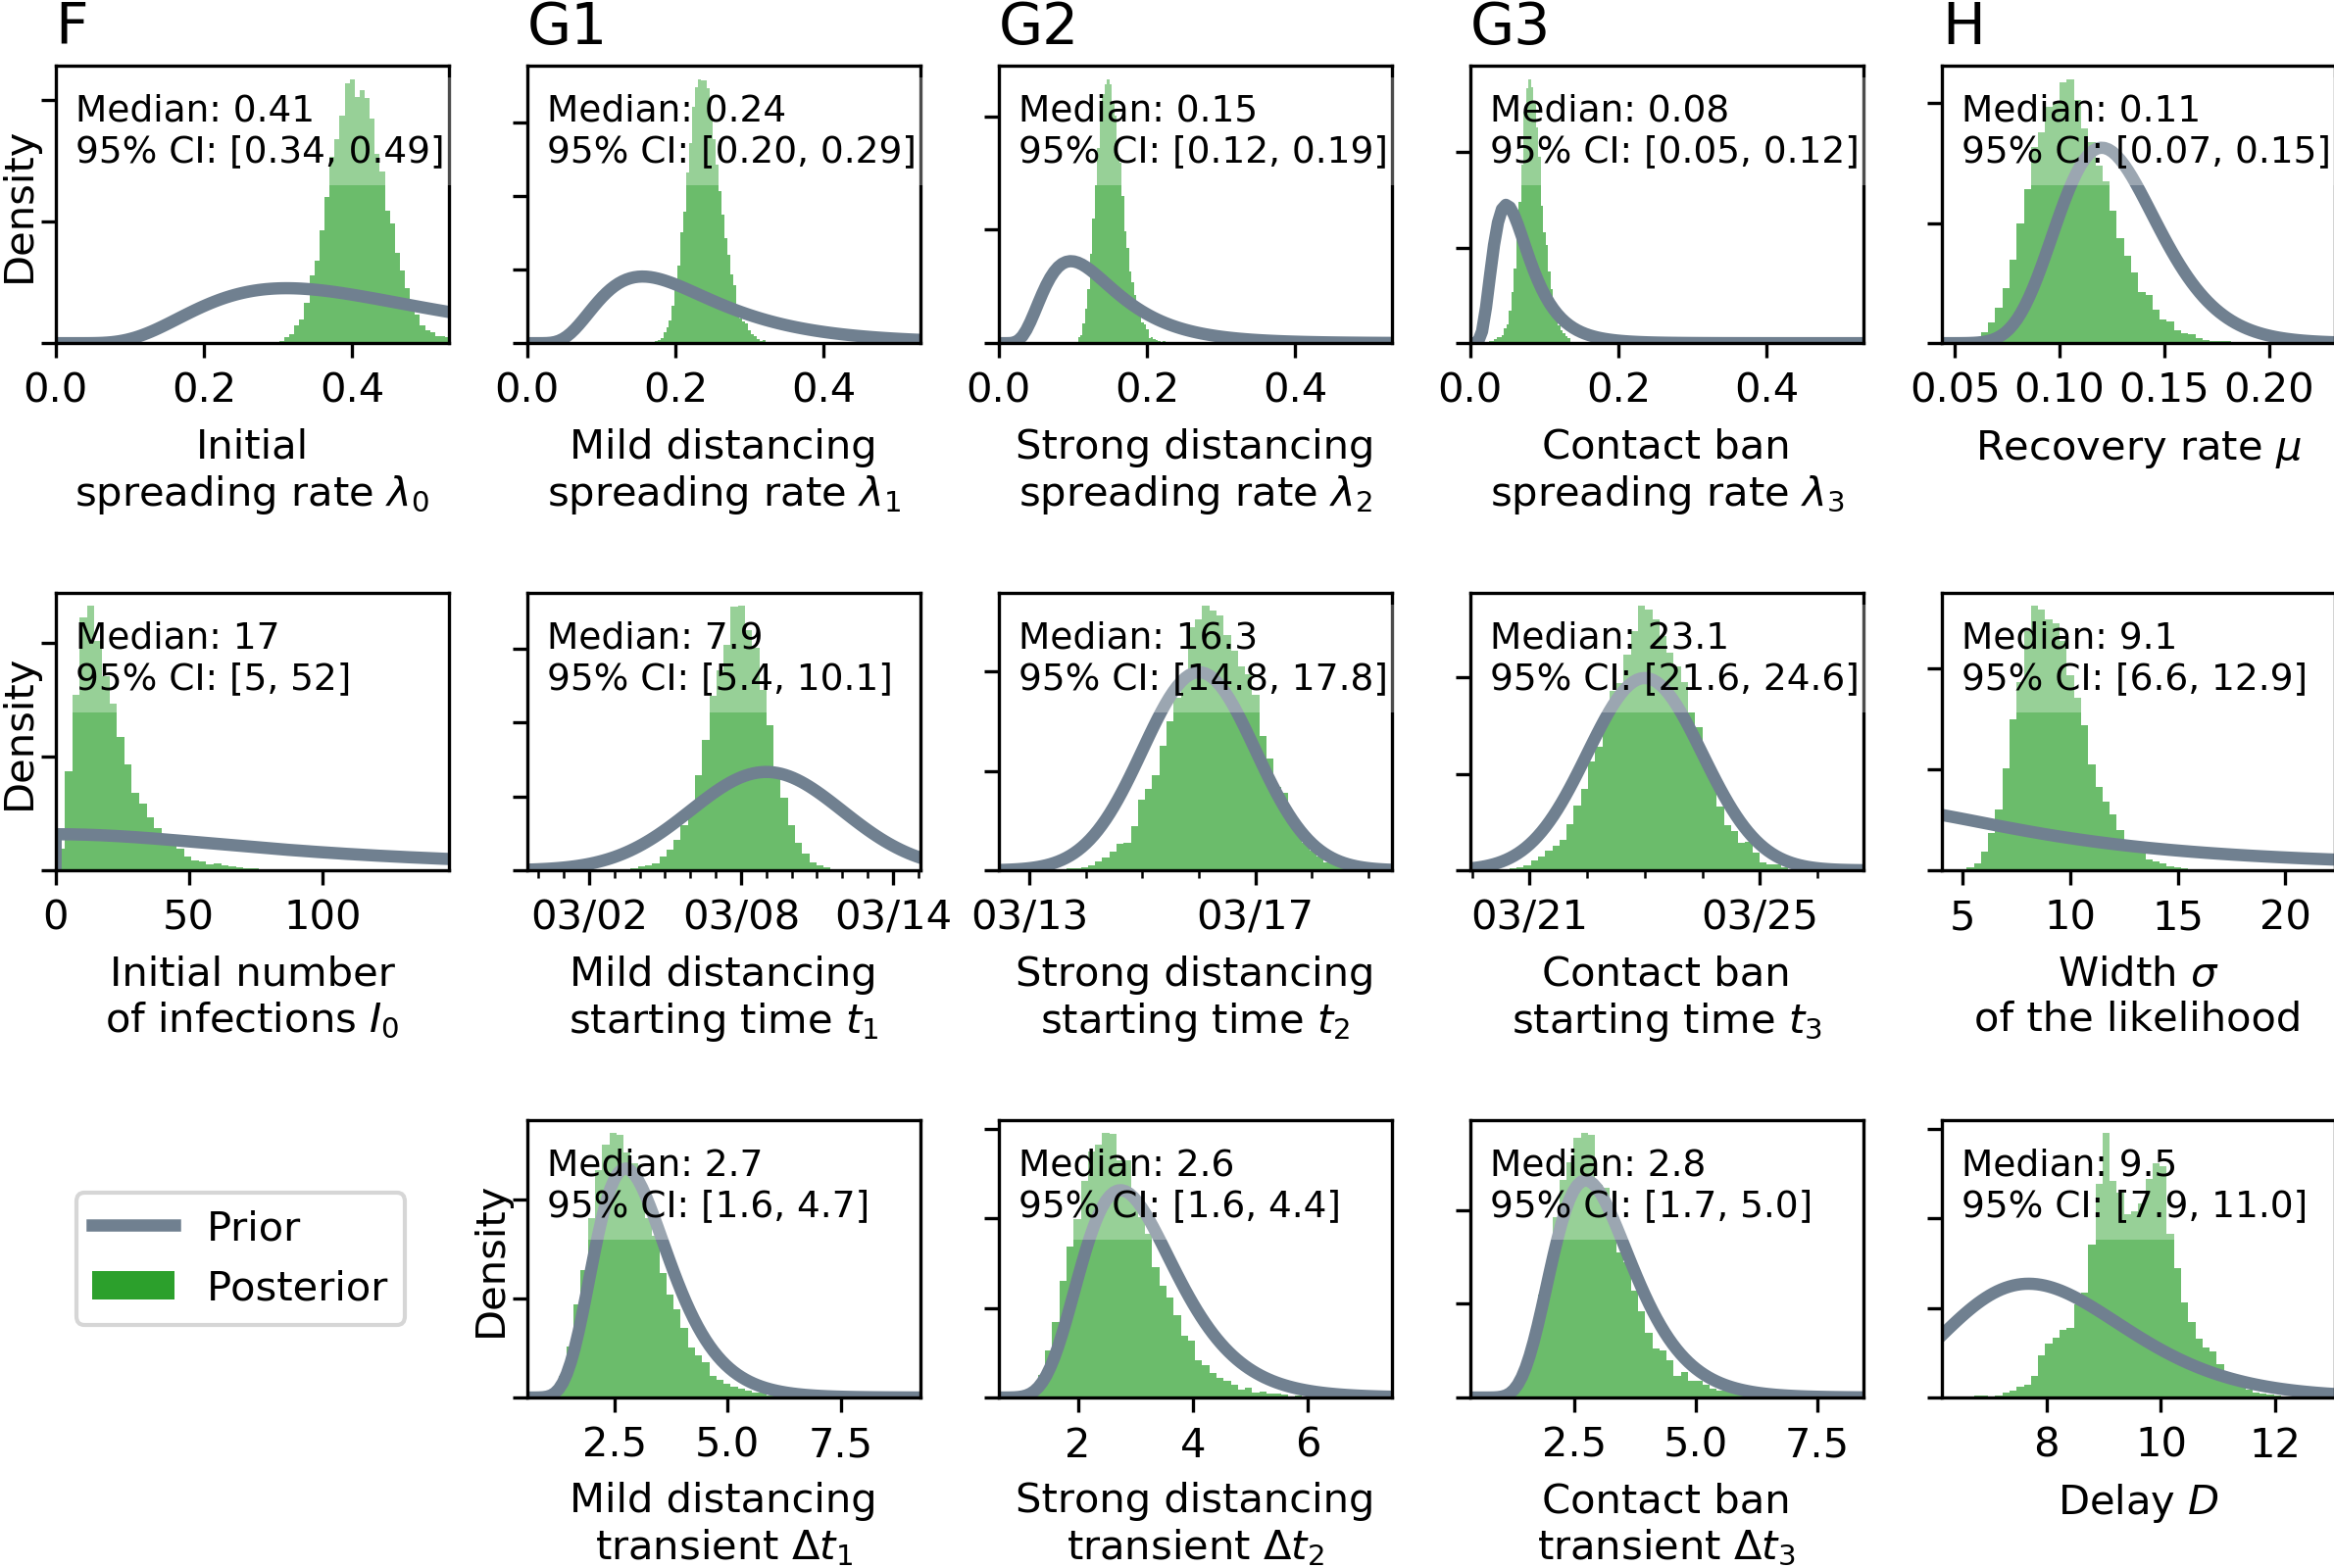 F
G1
G2
G3
H
Density
Median: 0.41
95% CI: [0.34, 0.49]
0.0 0.2 0.4
Initial
spreading rate λ0
Median: 0.24
95% CI: [0.20, 0.29]
0.0 0.2 0.4
Mild distancing
spreading rate λ1
Median: 0.15
95% CI: [0.12, 0.19]
0.0 0.2 0.4
Strong distancing
spreading rate λ2
Median: 0.08
95% CI: [0.05, 0.12]
0.0 0.2 0.4
Contact ban
spreading rate λ3
Median: 0.11
95% CI: [0.07, 0.15]
0.05 0.10 0.15 0.20
Recovery rate μ
Density
Median: 17
95% CI: [5, 52]
0 50 100
Initial number
of infections I0
Median: 7.9
95% CI: [5.4, 10.1]
03/02 03/08 03/14
Mild distancing
starting time t1
Median: 16.3
95% CI: [14.8, 17.8]
03/13 03/17
Strong distancing
starting time t2
Median: 23.1
95% CI: [21.6, 24.6]
03/21 03/25
Contact ban
starting time t3
Median: 9.1
95% CI: [6.6, 12.9]
5 10 15 20
Width σ
of the likelihood
Prior
Posterior
Density
Median: 2.7
95% CI: [1.6, 4.7]
2.5 5.0 7.5
Mild distancing
transient Δt1
Median: 2.6
95% CI: [1.6, 4.4]
2 4 6
Strong distancing
transient Δt2
Median: 2.8
95% CI: [1.7, 5.0]
2.5 5.0 7.5
Contact ban
transient Δt3
Median: 9.5
95% CI: [7.9, 11.0]
8 10 12
Delay D